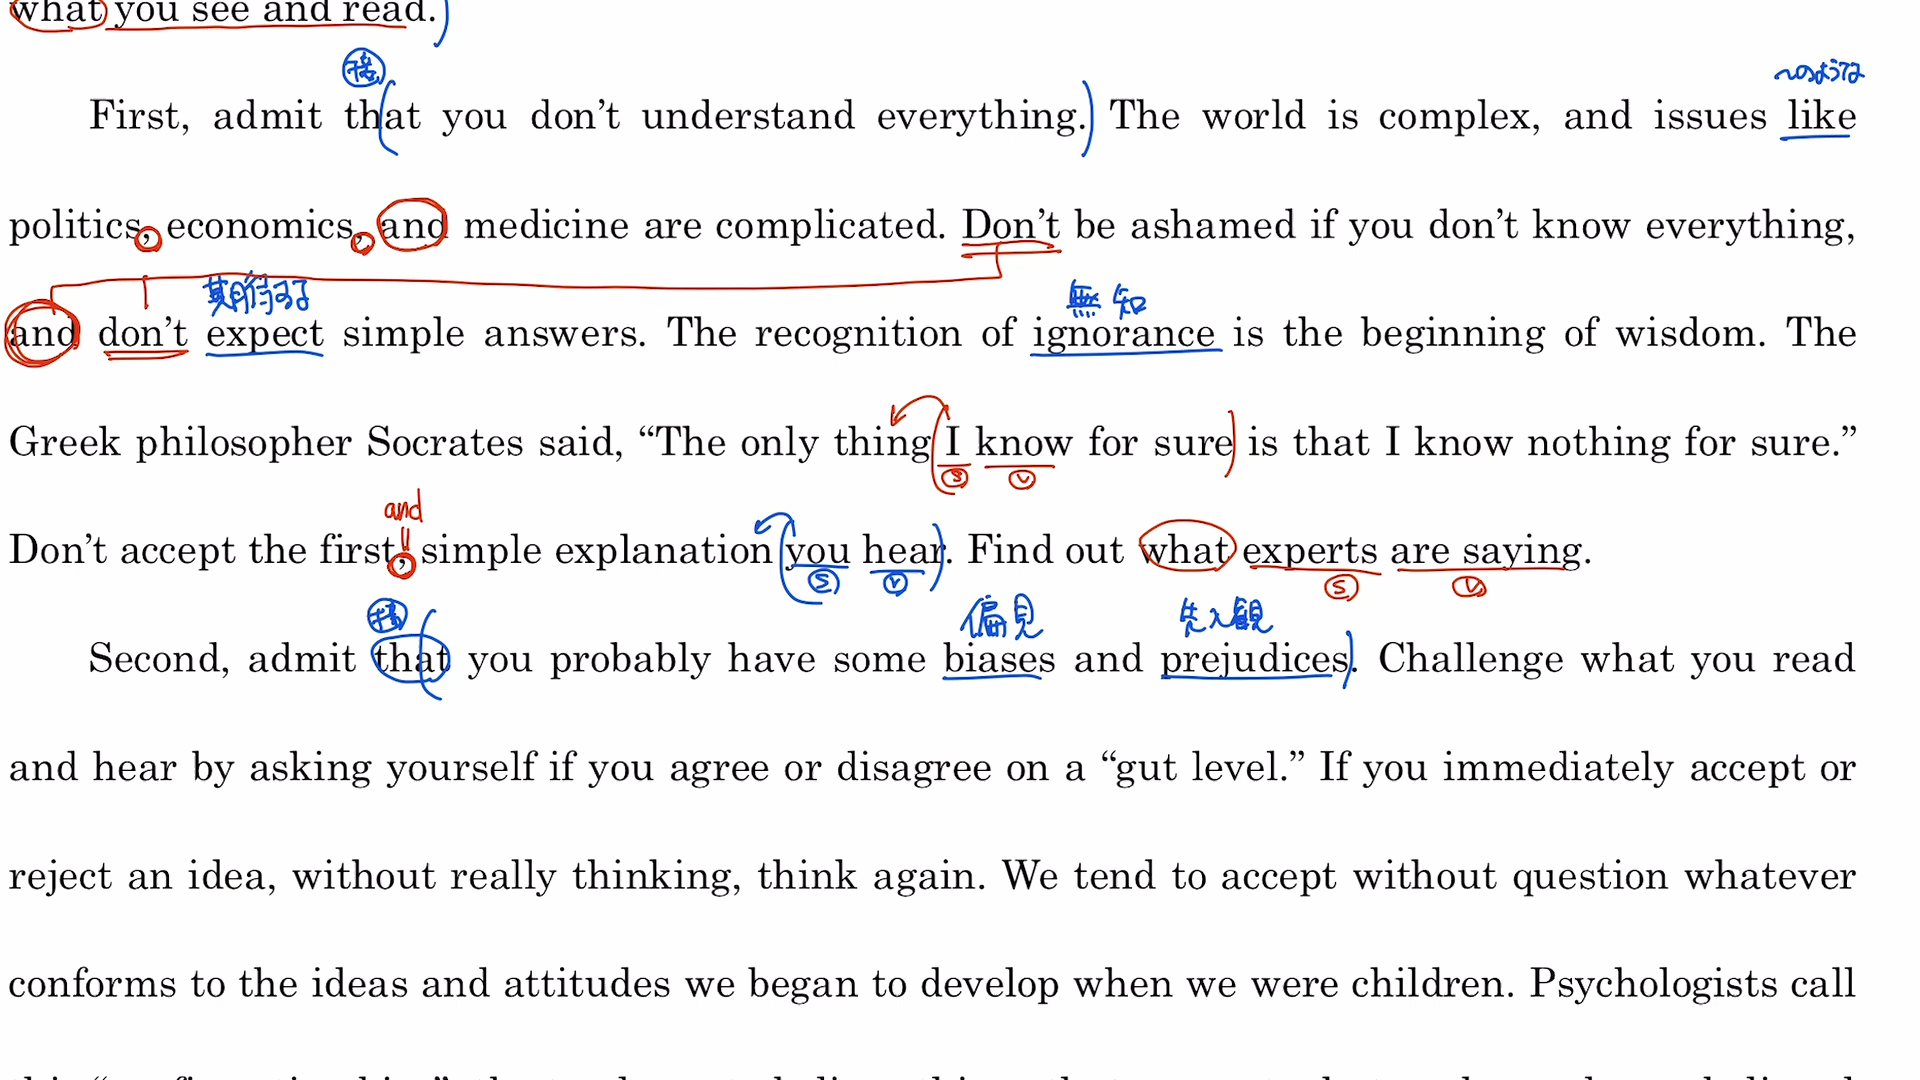 what you see and read.
接 ~のような
First, admit that you don’t understand everything. The world is complex, and issues like
politics, economics, and medicine are complicated. Don’t be ashamed if you don’t know everything,
期待する 無知
and don’t expect simple answers. The recognition of ignorance is the beginning of wisdom. The
Greek philosopher Socrates said, “The only thing I know for sure is that I know nothing for sure.”
S V
and
Don’t accept the first, simple explanation you hear. Find out what experts are saying.
S V S V
接 偏見 先入観
Second, admit that you probably have some biases and prejudices. Challenge what you read
and hear by asking yourself if you agree or disagree on a “gut level.” If you immediately accept or
reject an idea, without really thinking, think again. We tend to accept without question whatever
conforms to the ideas and attitudes we began to develop when we were children. Psychologists call